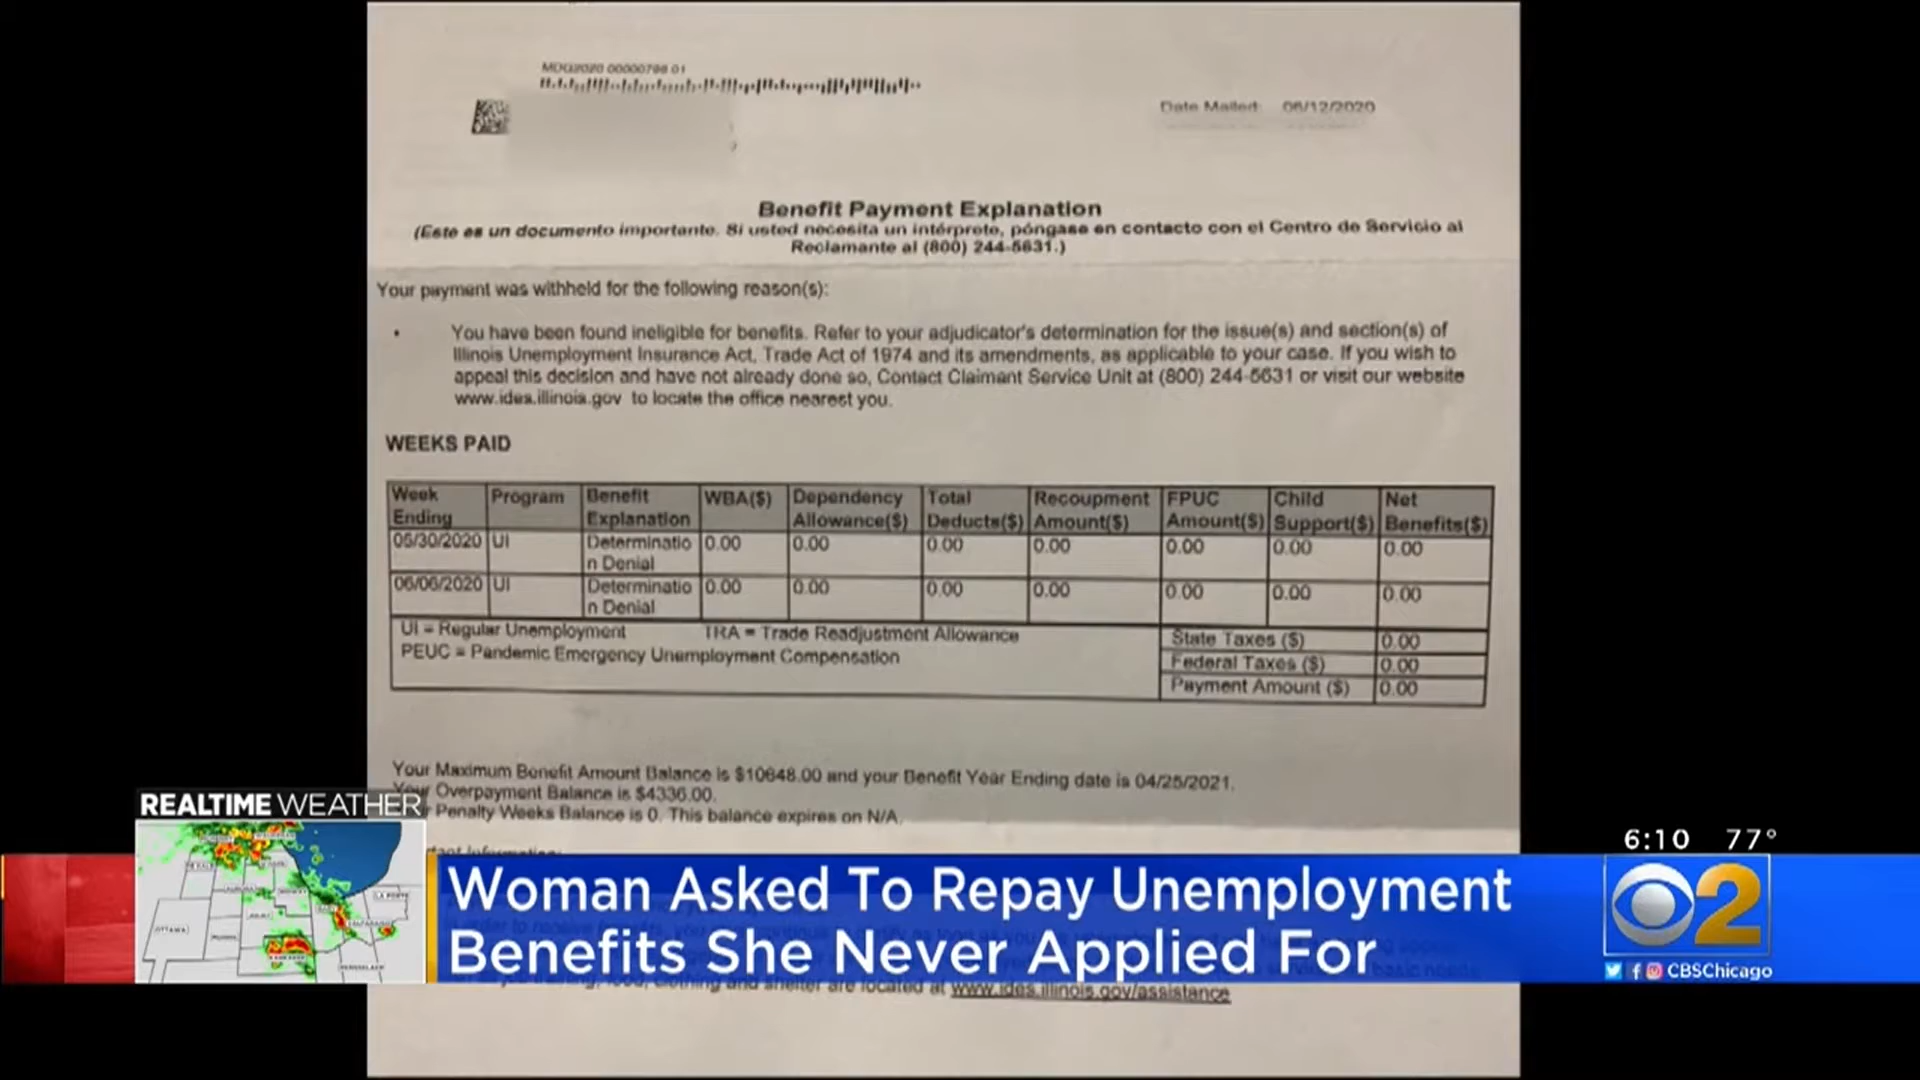 MDG2020 00000798 01
Date Mailed: 06/12/2020
Benefit Payment Explanation
(Este es un documento importante. Si usted necesita un intérprete, póngase en contacto con el Centro de Servicio al
Reclamante al (800) 244-5631.)
Your payment was withheld for the following reason(s):
• You have been found ineligible for benefits. Refer to your adjudicator's determination for the issue(s) and section(s) of
Illinois Unemployment Insurance Act, Trade Act of 1974 and its amendments, as applicable to your case. If you wish to
appeal this decision and have not already done so, Contact Claimant Service Unit at (800) 244-5631 or visit our website
www.ides.illinois.gov to locate the office nearest you.
WEEKS PAID
Week Ending Program Benefit Explanation WBA($) Dependency Allowance($) Total Deducts($) Recoupment Amount($) FPUC Amount($) Child Support($) Net Benefits($)
05/30/2020 UI Determinatio n Denial 0.00 0.00 0.00 0.00 0.00 0.00 0.00
06/06/2020 UI Determinatio n Denial 0.00 0.00 0.00 0.00 0.00 0.00 0.00
UI = Regular Unemployment TRA = Trade Readjustment Allowance
PEUC = Pandemic Emergency Unemployment Compensation
State Taxes ($) 0.00
Federal Taxes ($) 0.00
Payment Amount ($) 0.00
Your Maximum Benefit Amount Balance is $10648.00 and your Benefit Year Ending date is 04/25/2021.
Your Overpayment Balance is $4336.00.
Penalty Weeks Balance is 0. This balance expires on N/A.
REALTIME WEATHER
6:10 77°
Woman Asked To Repay Unemployment
Benefits She Never Applied For
2
CBSChicago
clothing and shelter are located at www.ides.illinois.gov/assistance